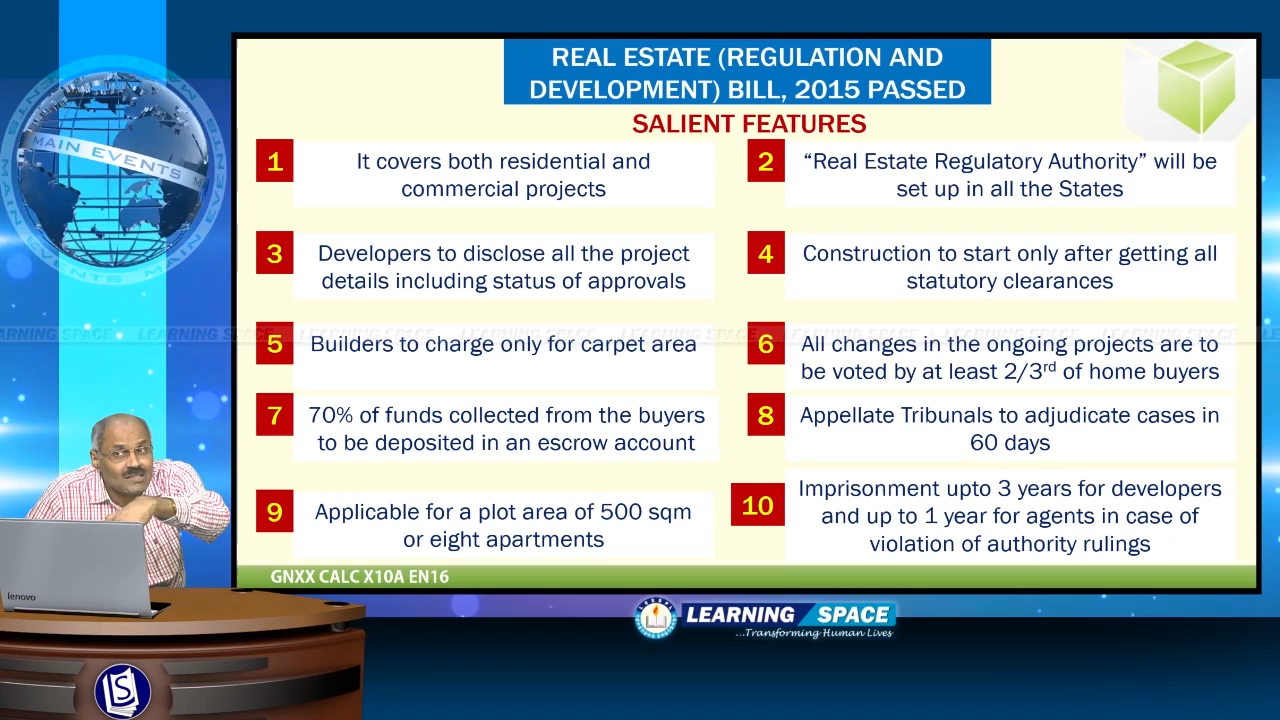 REAL ESTATE (REGULATION AND
DEVELOPMENT) BILL, 2015 PASSED
SALIENT FEATURES
1
It covers both residential and
commercial projects
2
“Real Estate Regulatory Authority” will be
set up in all the States
3
Developers to disclose all the project
details including status of approvals
4
Construction to start only after getting all
statutory clearances
5
Builders to charge only for carpet area
6
All changes in the ongoing projects are to
be voted by at least 2/3rd of home buyers
7
70% of funds collected from the buyers
to be deposited in an escrow account
8
Appellate Tribunals to adjudicate cases in
60 days
9
Applicable for a plot area of 500 sqm
or eight apartments
10
Imprisonment upto 3 years for developers
and up to 1 year for agents in case of
violation of authority rulings
GNXX CALC X10A EN16
MAIN EVENTS
MAIN EVENTS
LEARNING SPACE
lenovo
LEARNING SPACE
...Transforming Human Lives
LS